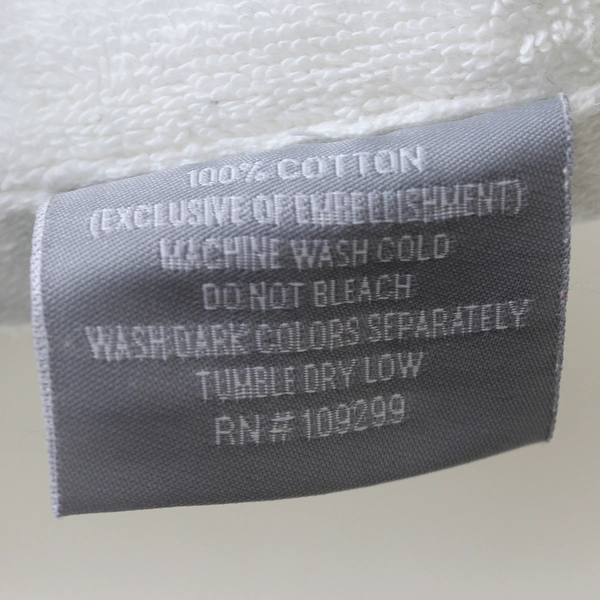 100% COTTON
(EXCLUSIVE OF EMBELLISHMENT)
MACHINE WASH COLD
DO NOT BLEACH
WASH DARK COLORS SEPARATELY
TUMBLE DRY LOW
RN# 109299